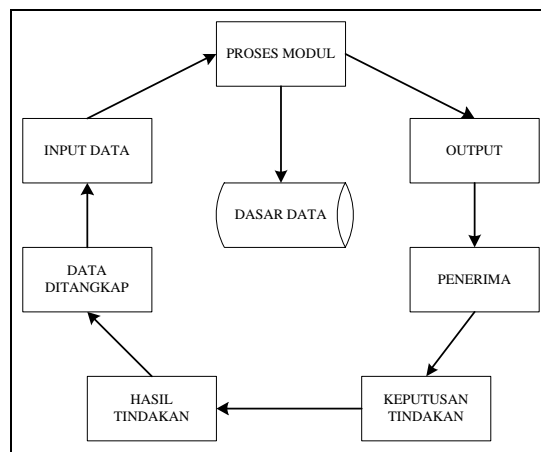 PROSES MODUL
INPUT DATA
OUTPUT
DASAR DATA
DATA
DITANGKAP
PENERIMA
HASIL
TINDAKAN
KEPUTUSAN
TINDAKAN